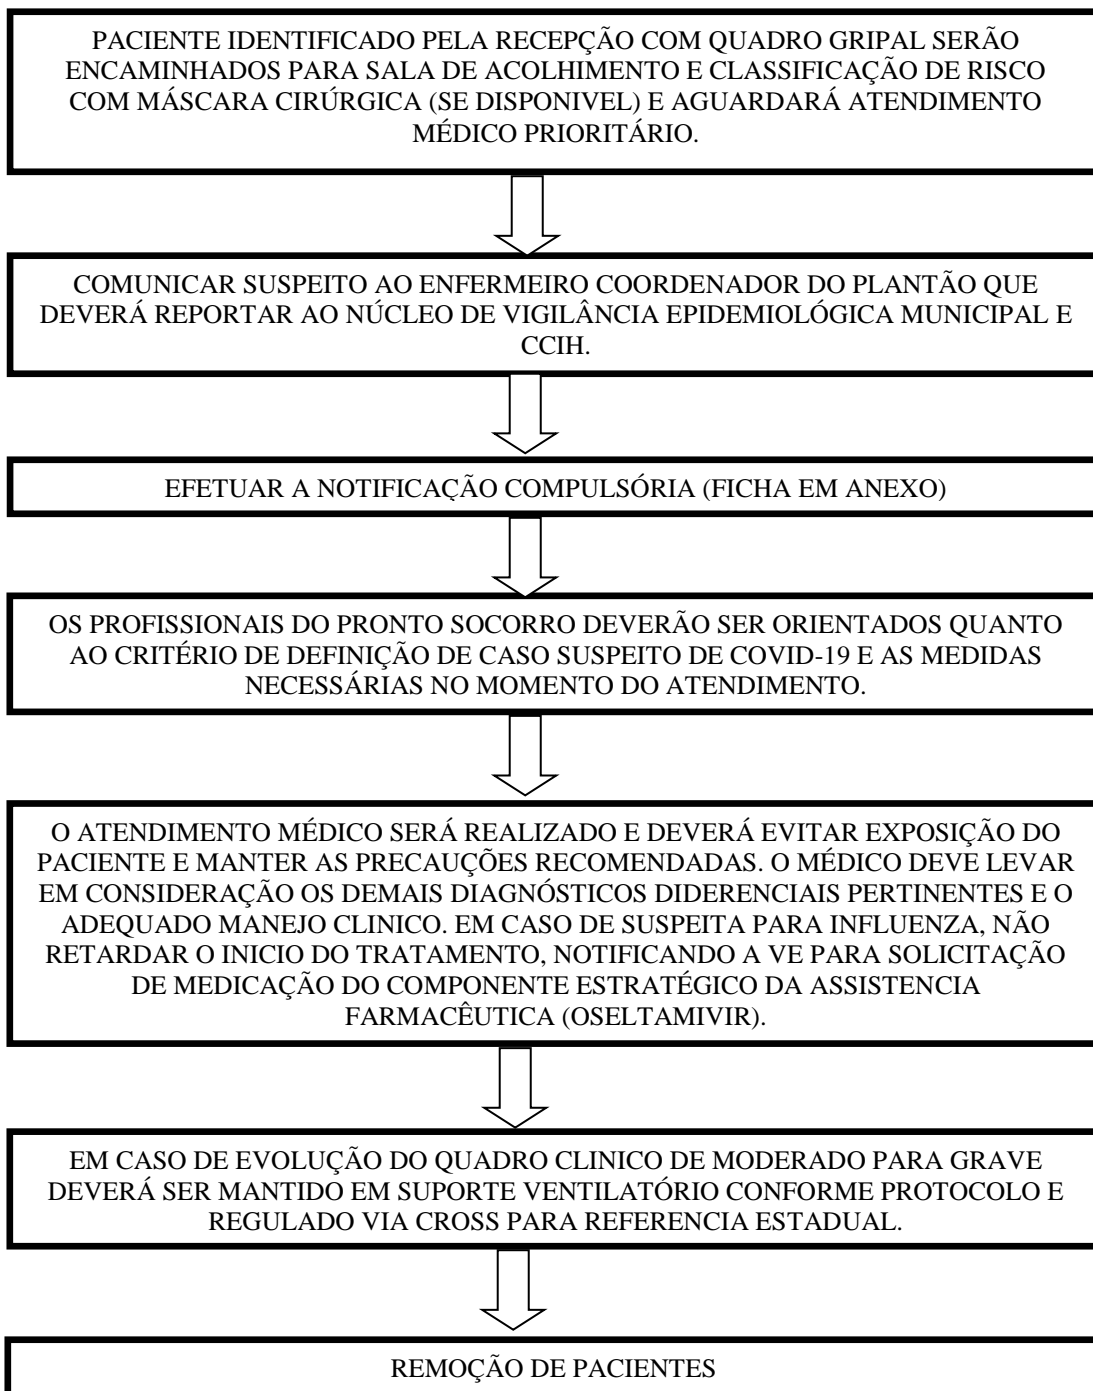 PACIENTE IDENTIFICADO PELA RECEPÇÃO COM QUADRO GRIPAL SERÃO
ENCAMINHADOS PARA SALA DE ACOLHIMENTO E CLASSIFICAÇÃO DE RISCO
COM MÁSCARA CIRÚRGICA (SE DISPONIVEL) E AGUARDARÁ ATENDIMENTO
MÉDICO PRIORITÁRIO.
COMUNICAR SUSPEITO AO ENFERMEIRO COORDENADOR DO PLANTÃO QUE
DEVERÁ REPORTAR AO NÚCLEO DE VIGILÂNCIA EPIDEMIOLÓGICA MUNICIPAL E
CCIH.
EFETUAR A NOTIFICAÇÃO COMPULSÓRIA (FICHA EM ANEXO)
OS PROFISSIONAIS DO PRONTO SOCORRO DEVERÃO SER ORIENTADOS QUANTO
AO CRITÉRIO DE DEFINIÇÃO DE CASO SUSPEITO DE COVID-19 E AS MEDIDAS
NECESSÁRIAS NO MOMENTO DO ATENDIMENTO.
O ATENDIMENTO MÉDICO SERÁ REALIZADO E DEVERÁ EVITAR EXPOSIÇÃO DO
PACIENTE E MANTER AS PRECAUÇÕES RECOMENDADAS. O MÉDICO DEVE LEVAR
EM CONSIDERAÇÃO OS DEMAIS DIAGNÓSTICOS DIDERENCIAIS PERTINENTES E O
ADEQUADO MANEJO CLINICO. EM CASO DE SUSPEITA PARA INFLUENZA, NÃO
RETARDAR O INICIO DO TRATAMENTO, NOTIFICANDO A VE PARA SOLICITAÇÃO
DE MEDICAÇÃO DO COMPONENTE ESTRATÉGICO DA ASSISTENCIA
FARMACÊUTICA (OSELTAMIVIR).
EM CASO DE EVOLUÇÃO DO QUADRO CLINICO DE MODERADO PARA GRAVE
DEVERÁ SER MANTIDO EM SUPORTE VENTILATÓRIO CONFORME PROTOCOLO E
REGULADO VIA CROSS PARA REFERENCIA ESTADUAL.
REMOÇÃO DE PACIENTES